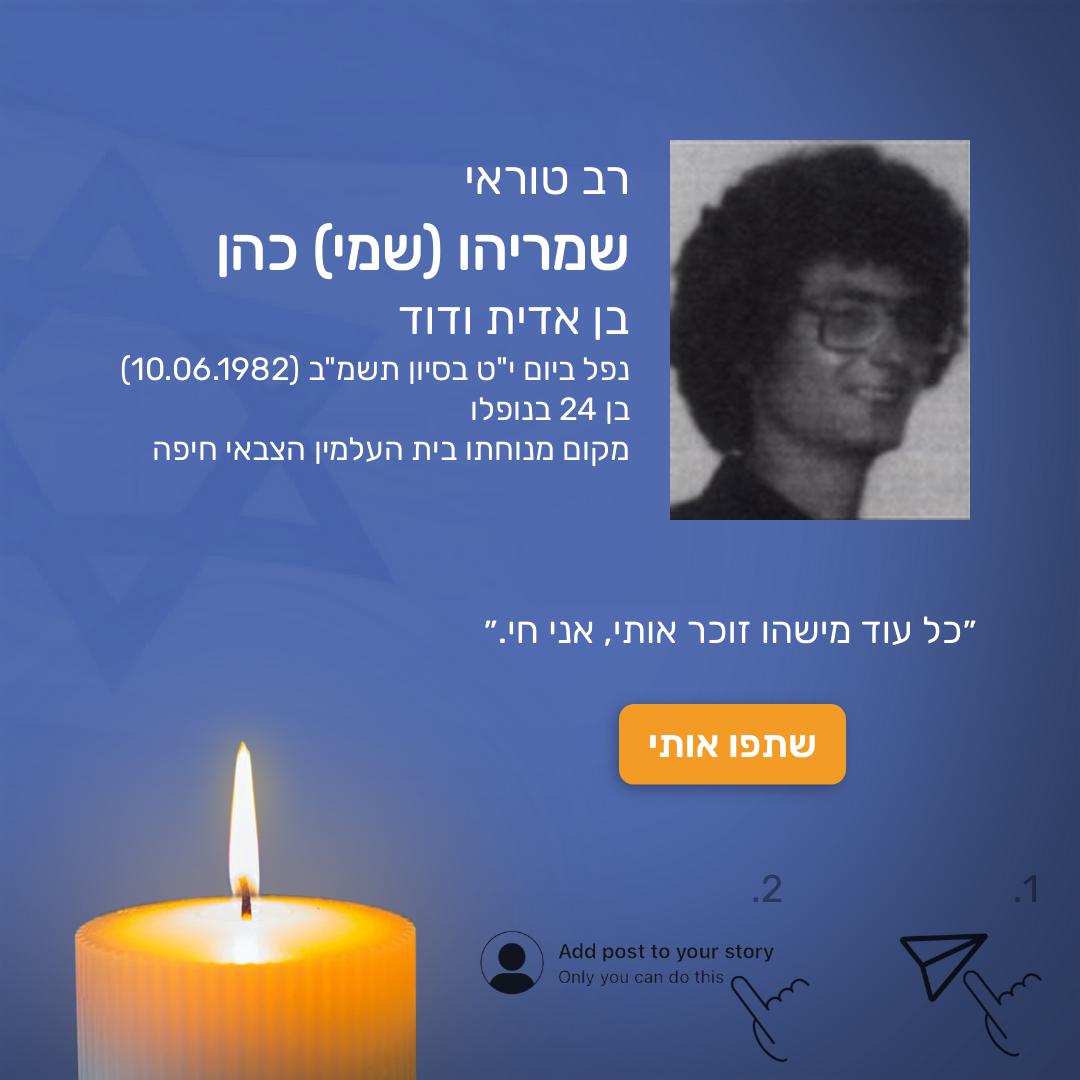 רב טוראי
שמריהו (שמי) כהן
בן אדית ודוד
נפל ביום י"ט בסיון תשמ"ב (10.06.1982)
בן 24 בנופלו
מקום מנוחתו בית העלמין הצבאי חיפה
״כל עוד מישהו זוכר אותי, אני חי.״
שתפו אותי
1.
2.
Add post to your story
Only you can do this